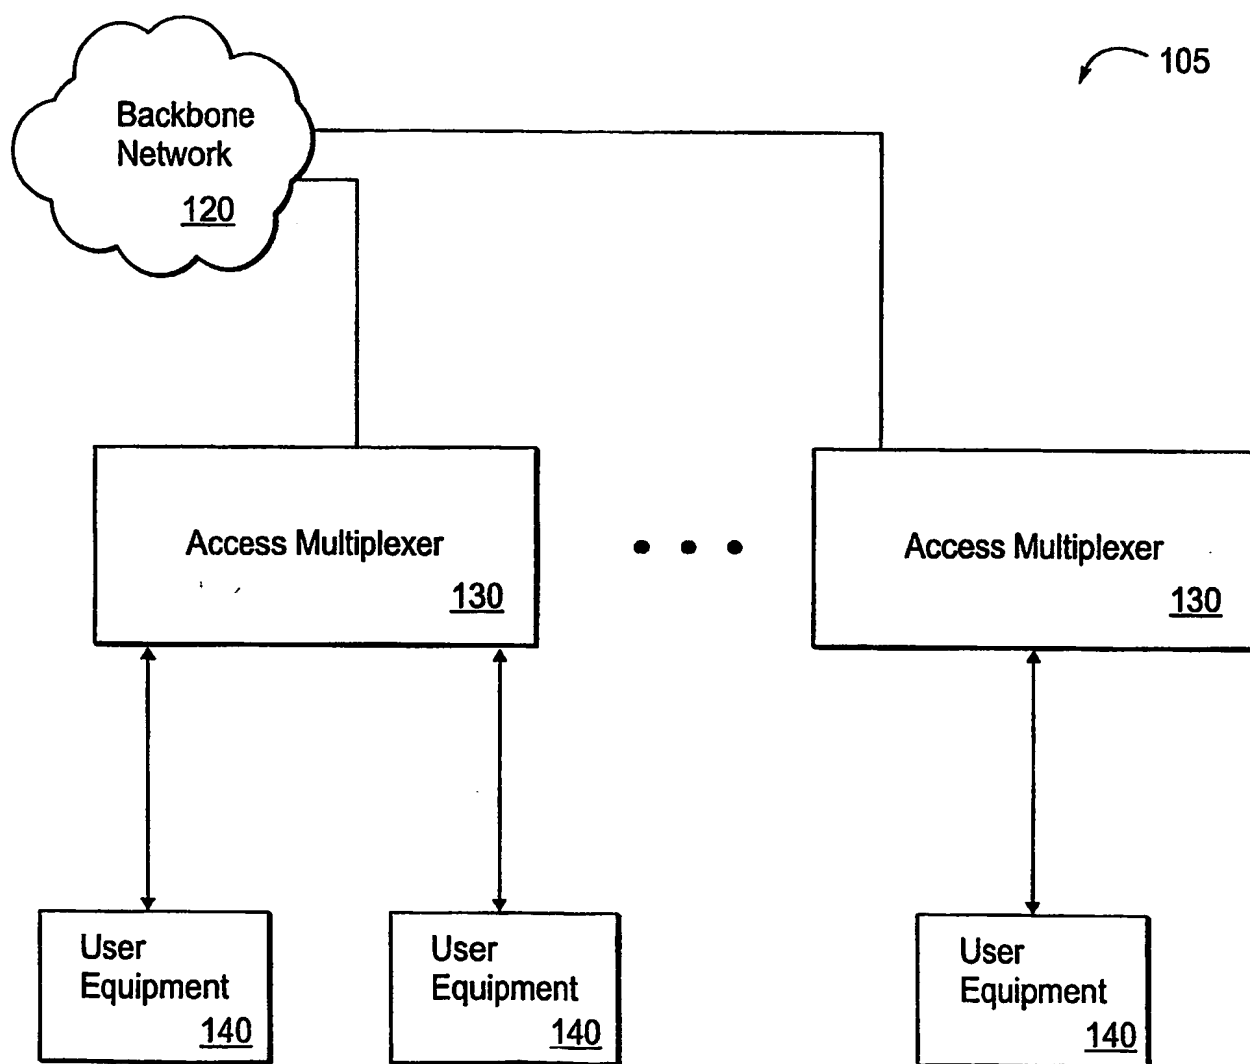 105
Backbone
Network
120
Access Multiplexer
130
Access Multiplexer
130
User
Equipment
140
User
Equipment
140
User
Equipment
140